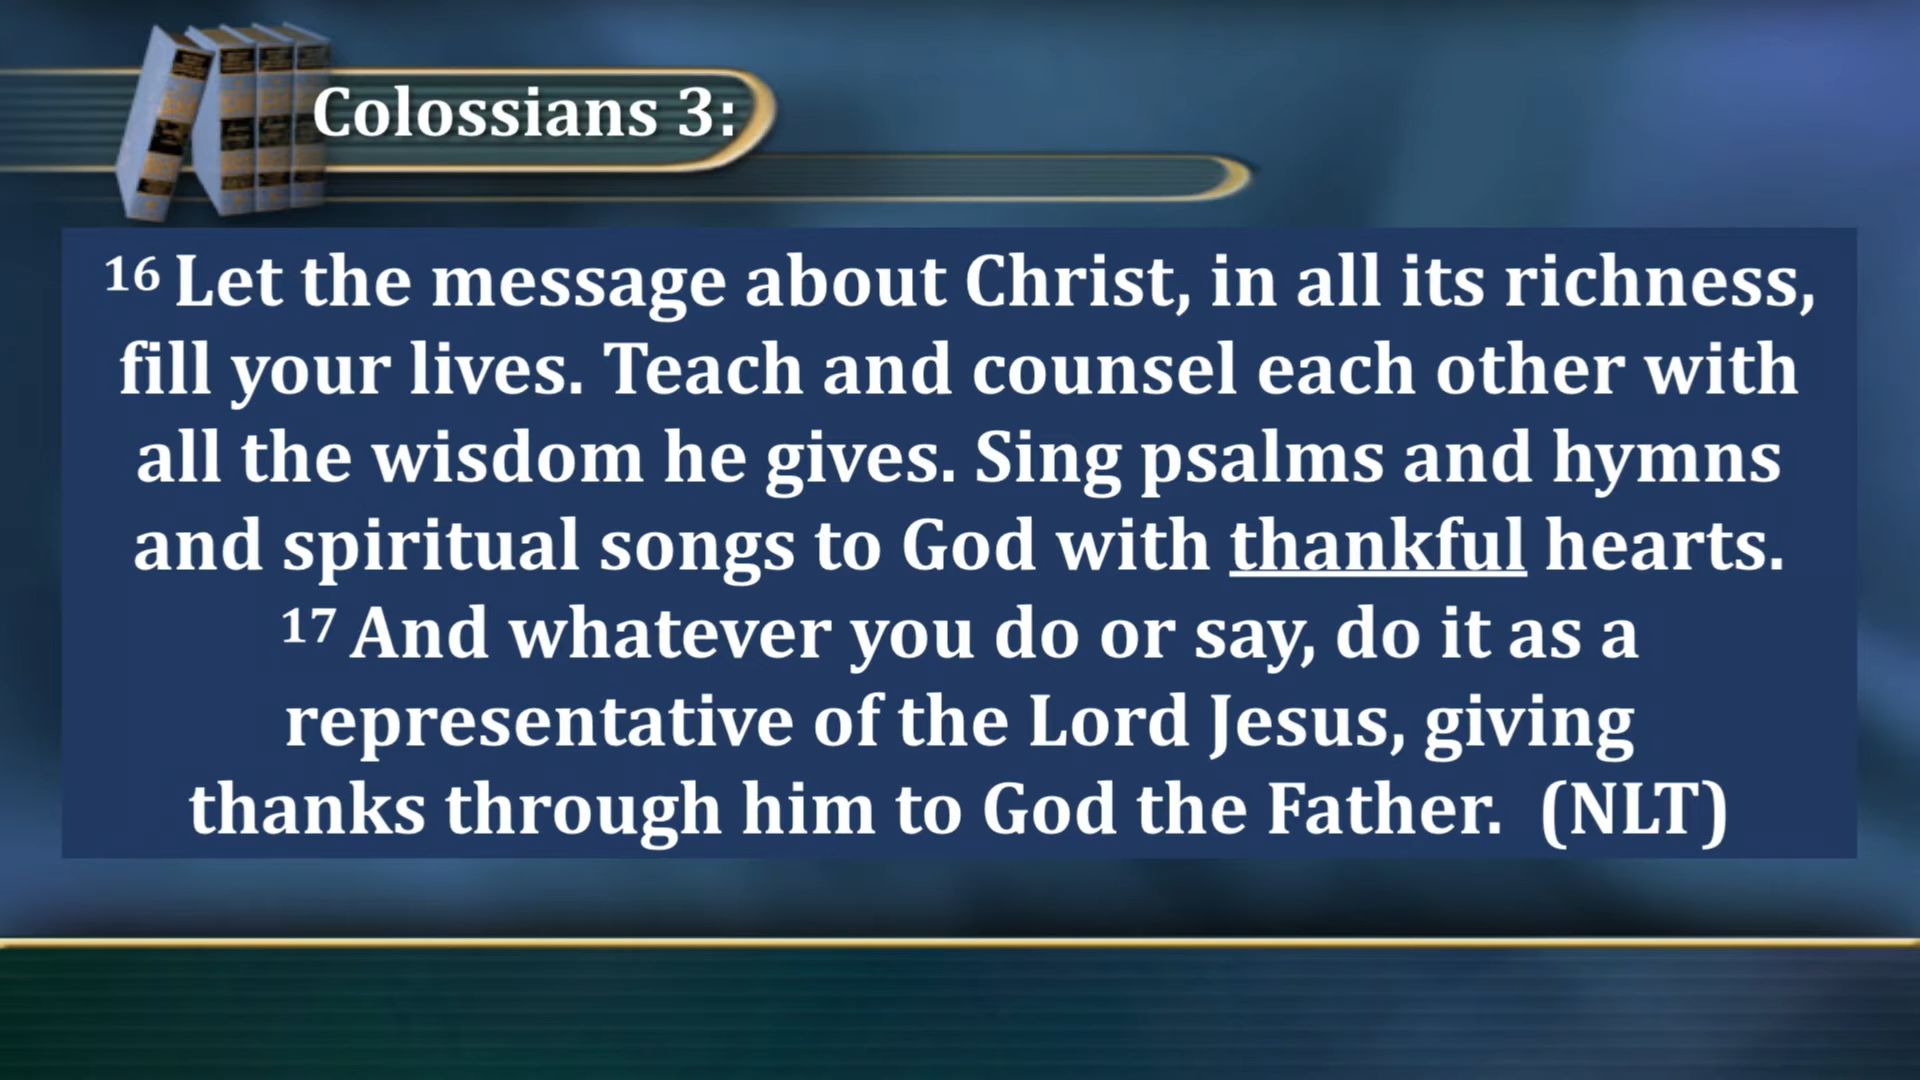 Colossians 3:
16 Let the message about Christ, in all its richness,
fill your lives. Teach and counsel each other with
all the wisdom he gives. Sing psalms and hymns
and spiritual songs to God with thankful hearts.
17 And whatever you do or say, do it as a
representative of the Lord Jesus, giving
thanks through him to God the Father. (NLT)